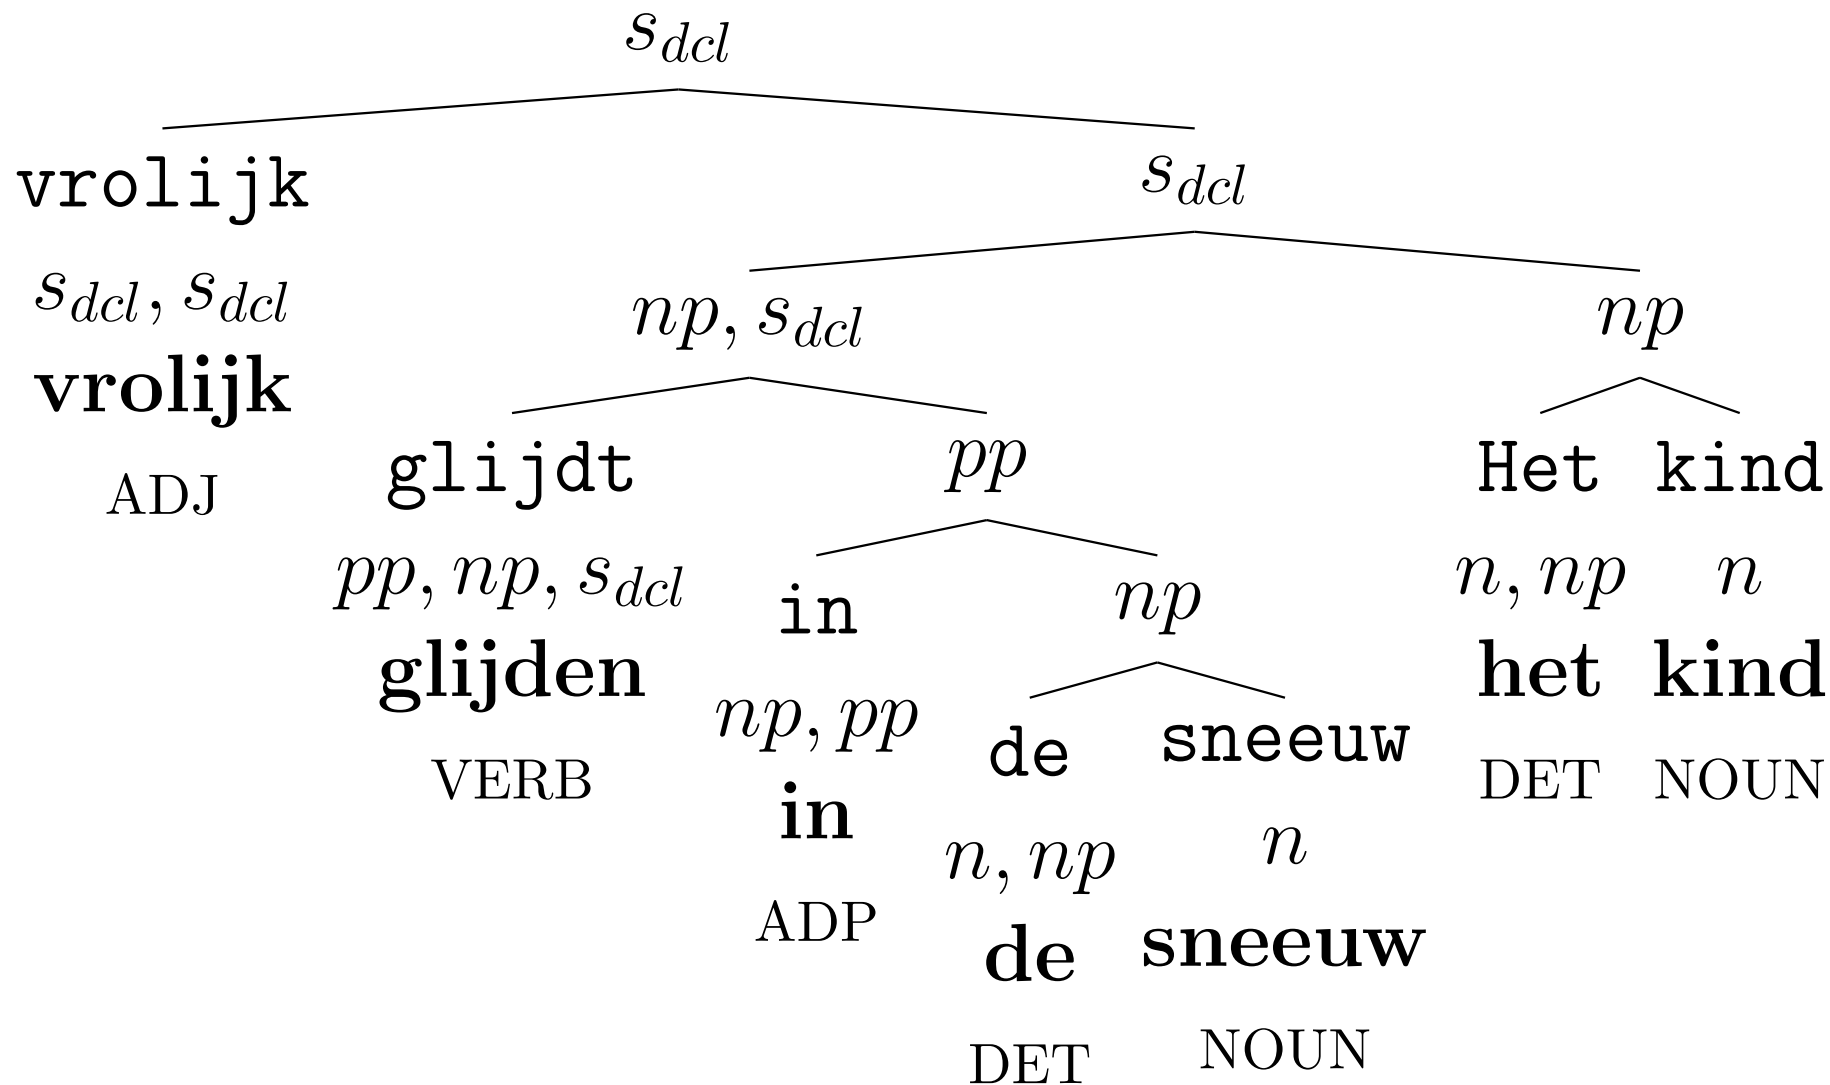 s_dcl
vrolijk
s_dcl, s_dcl
vrolijk
ADJ
s_dcl
np, s_dcl
glijdt
pp, np, s_dcl
glijden
VERB
pp
in
np, pp
in
ADP
np
de
n, np
de
DET
sneeuw
n
sneeuw
NOUN
np
Het
n, np
het
DET
kind
n
kind
NOUN